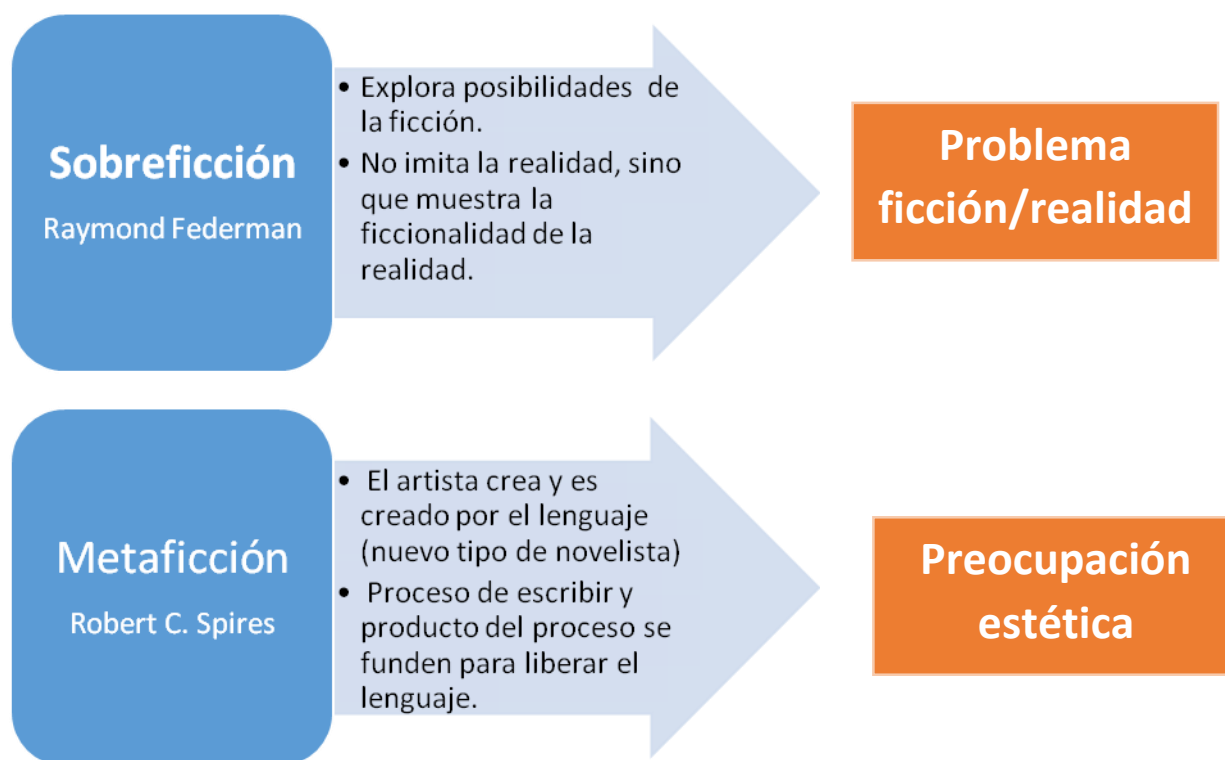 Sobreficción
Raymond Federman
• Explora posibilidades de
la ficción.
• No imita la realidad, sino
que muestra la
ficcionalidad de la
realidad.
Problema
ficción/realidad
Metaficción
Robert C. Spires
• El artista crea y es
creado por el lenguaje
(nuevo tipo de novelista)
• Proceso de escribir y
producto del proceso se
funden para liberar el
lenguaje.
Preocupación
estética